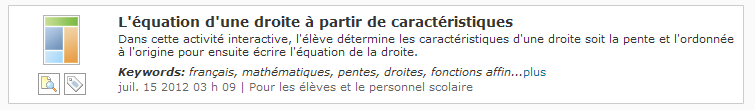 L'équation d'une droite à partir de caractéristiques
Dans cette activité interactive, l'élève détermine les caractéristiques d'une droite soit la pente et l'ordonnée
à l'origine pour ensuite écrire l'équation de la droite.
Keywords: français, mathématiques, pentes, droites, fonctions affin...plus
juil. 15 2012 03 h 09 | Pour les élèves et le personnel scolaire